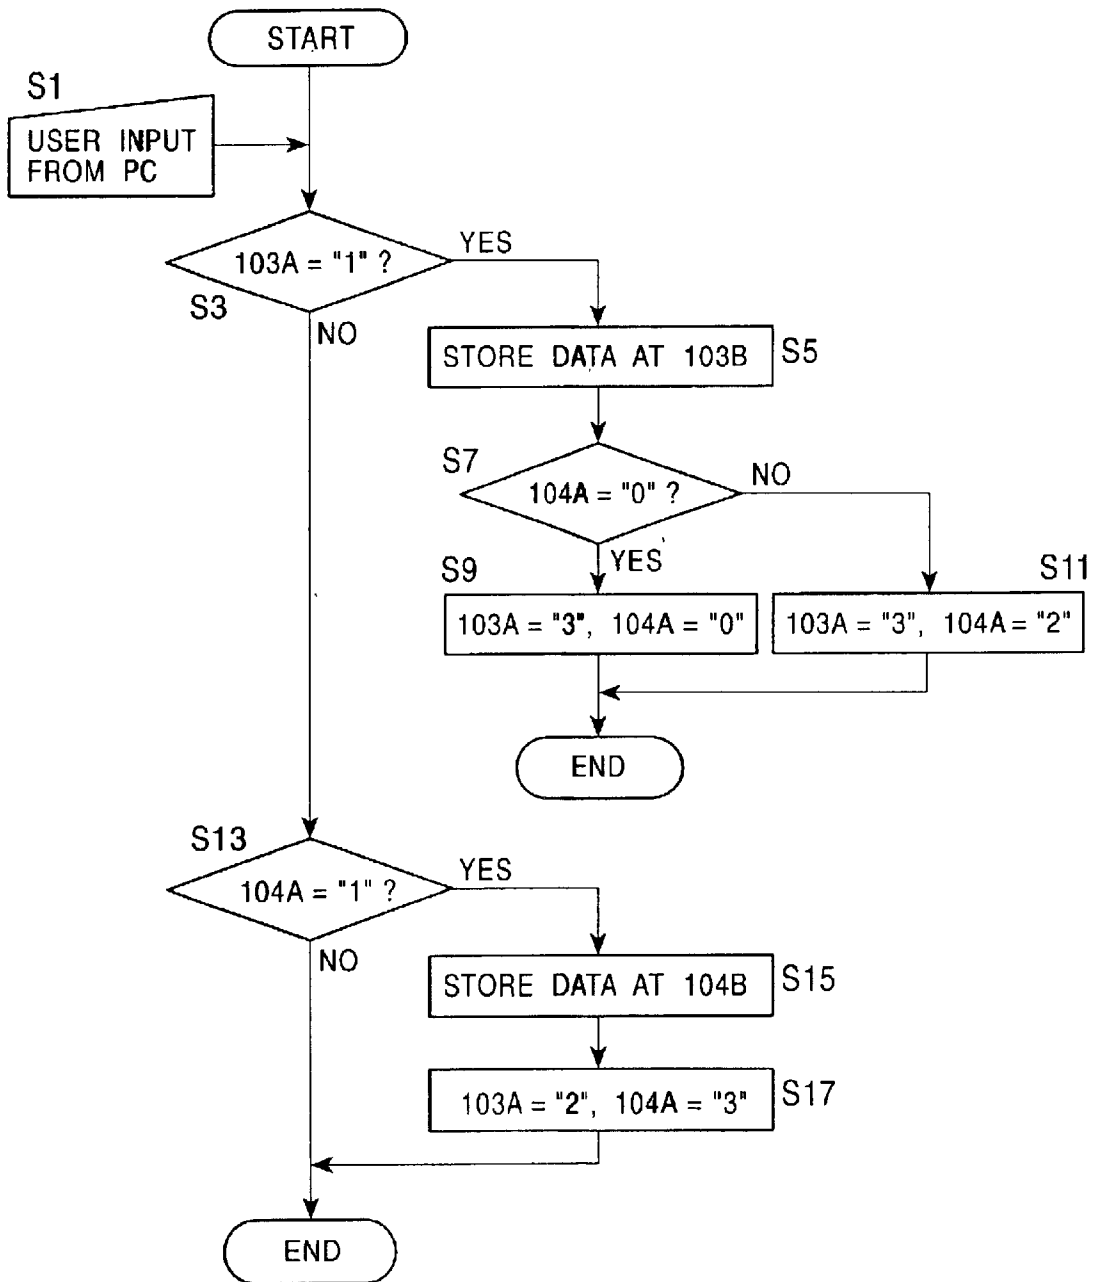 START
S1
USER INPUT
FROM PC
103A = "1" ?
YES
S3
NO
STORE DATA AT 103B
S5
S7
104A = "0" ?
NO
YES
S9
S11
103A = "3", 104A = "0"
103A = "3", 104A = "2"
END
S13
104A = "1" ?
YES
NO
STORE DATA AT 104B
S15
103A = "2", 104A = "3"
S17
END